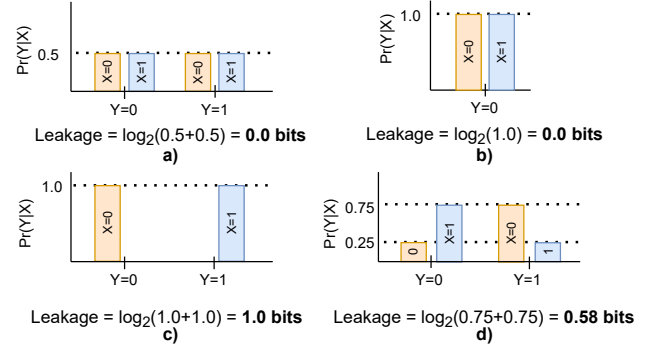 Pr(Y|X)
0.5
X=0
X=1
X=0
X=1
Y=0
Y=1
Leakage = log₂(0.5+0.5) = 0.0 bits
a)
Pr(Y|X)
1.0
X=0
X=1
Y=0
Leakage = log₂(1.0) = 0.0 bits
b)
Pr(Y|X)
1.0
X=0
X=1
Y=0
Y=1
Leakage = log₂(1.0+1.0) = 1.0 bits
c)
Pr(Y|X)
0.75
0.25
0
X=1
X=0
1
Y=0
Y=1
Leakage = log₂(0.75+0.75) = 0.58 bits
d)